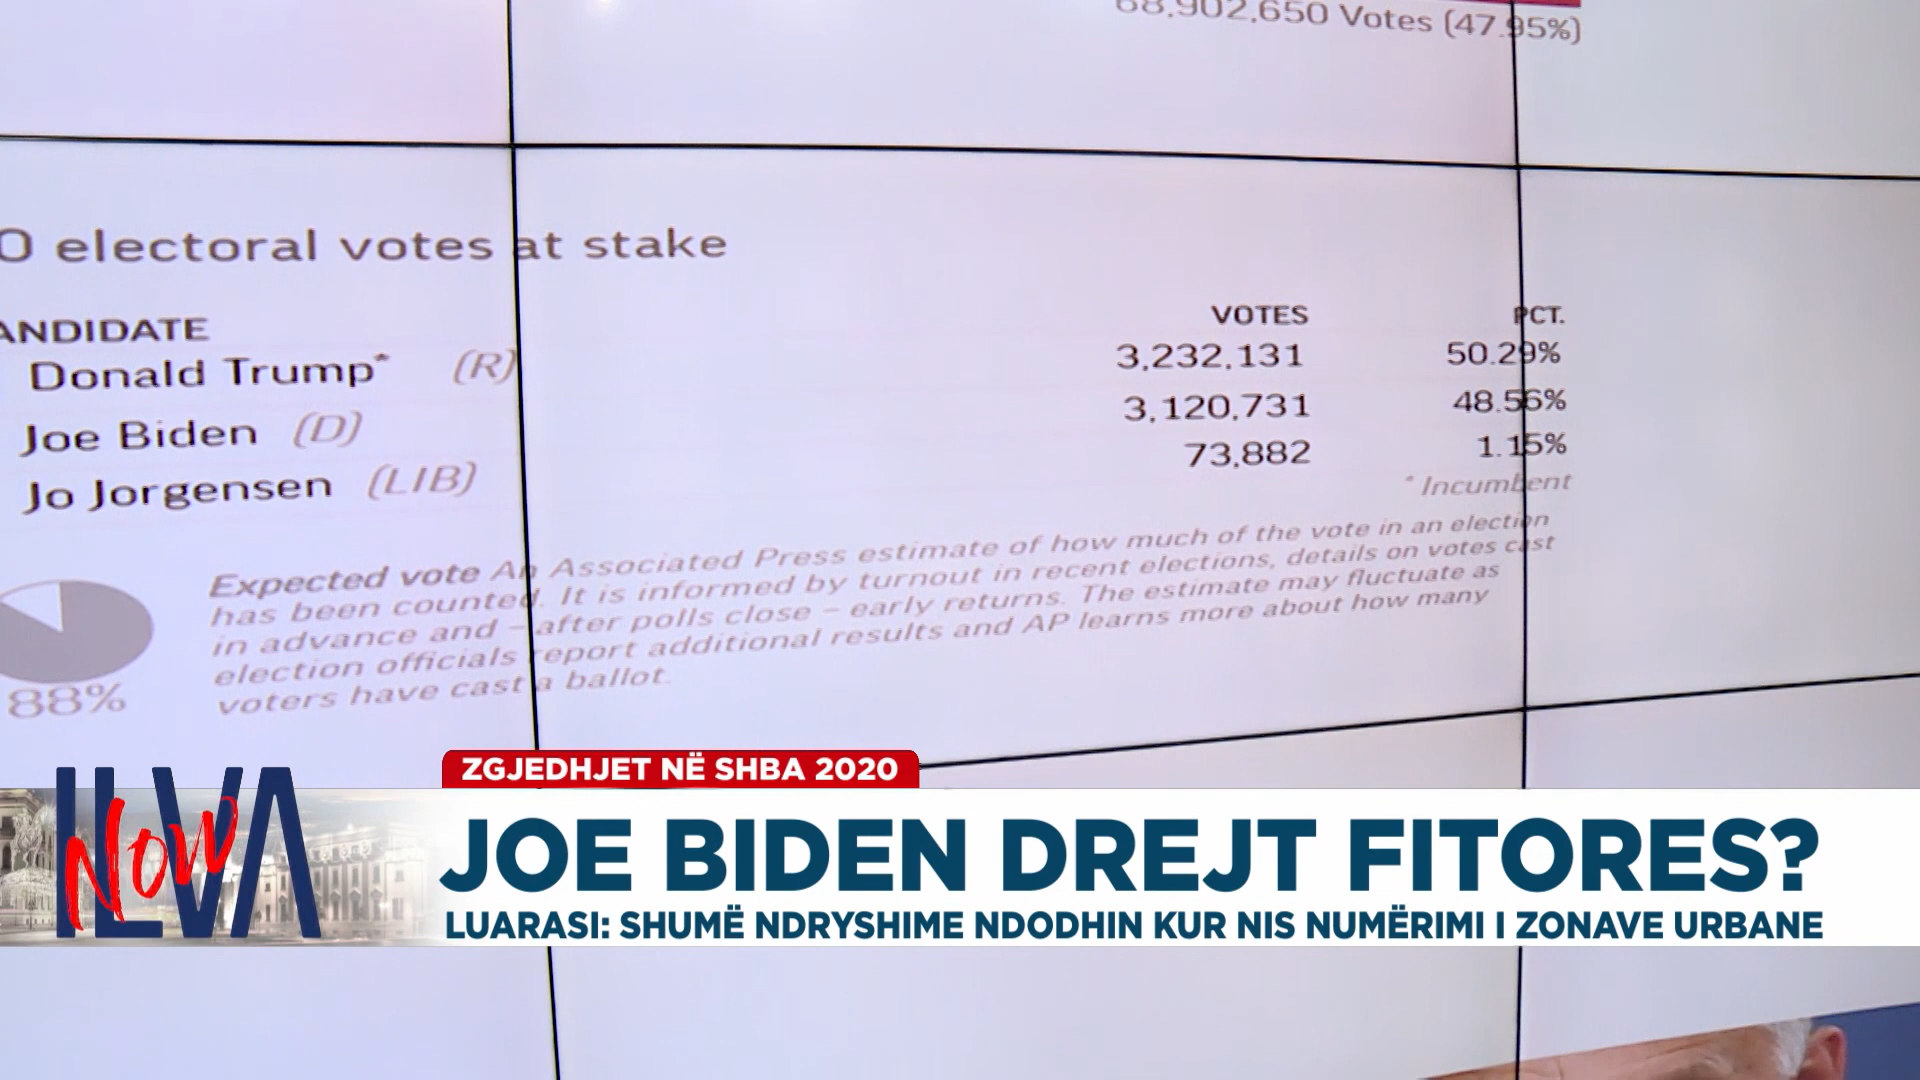 68,902,650 Votes (47.95%)
0 electoral votes at stake
ANDIDATE VOTES PCT.
Donald Trump* (R) 3,232,131 50.29%
Joe Biden (D) 3,120,731 48.56%
Jo Jorgensen (LIB) 73,882 1.15%
* Incumbent
Expected vote An Associated Press estimate of how much of the vote in an election
has been counted. It is informed by turnout in recent elections, details on votes cast
in advance and – after polls close – early returns. The estimate may fluctuate as
election officials report additional results and AP learns more about how many
voters have cast a ballot.
88%
ZGJEDHJET NË SHBA 2020
ILVA
Now
JOE BIDEN DREJT FITORES?
LUARASI: SHUMË NDRYSHIME NDODHIN KUR NIS NUMËRIMI I ZONAVE URBANE